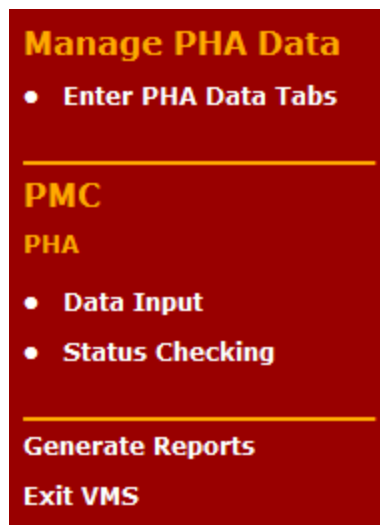 Manage PHA Data
• Enter PHA Data Tabs
PMC
PHA
• Data Input
• Status Checking
Generate Reports
Exit VMS